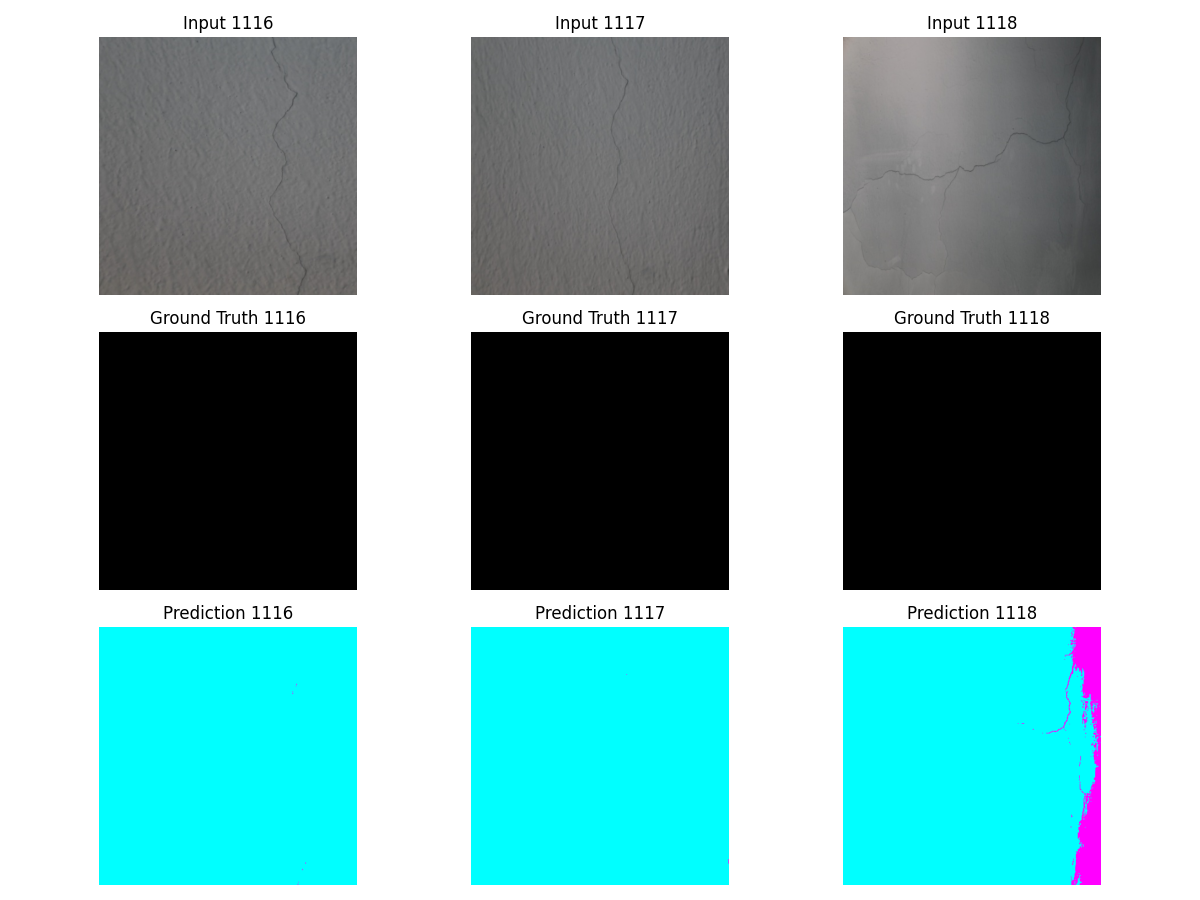 Input 1116
Input 1117
Input 1118
Ground Truth 1116
Ground Truth 1117
Ground Truth 1118
Prediction 1116
Prediction 1117
Prediction 1118